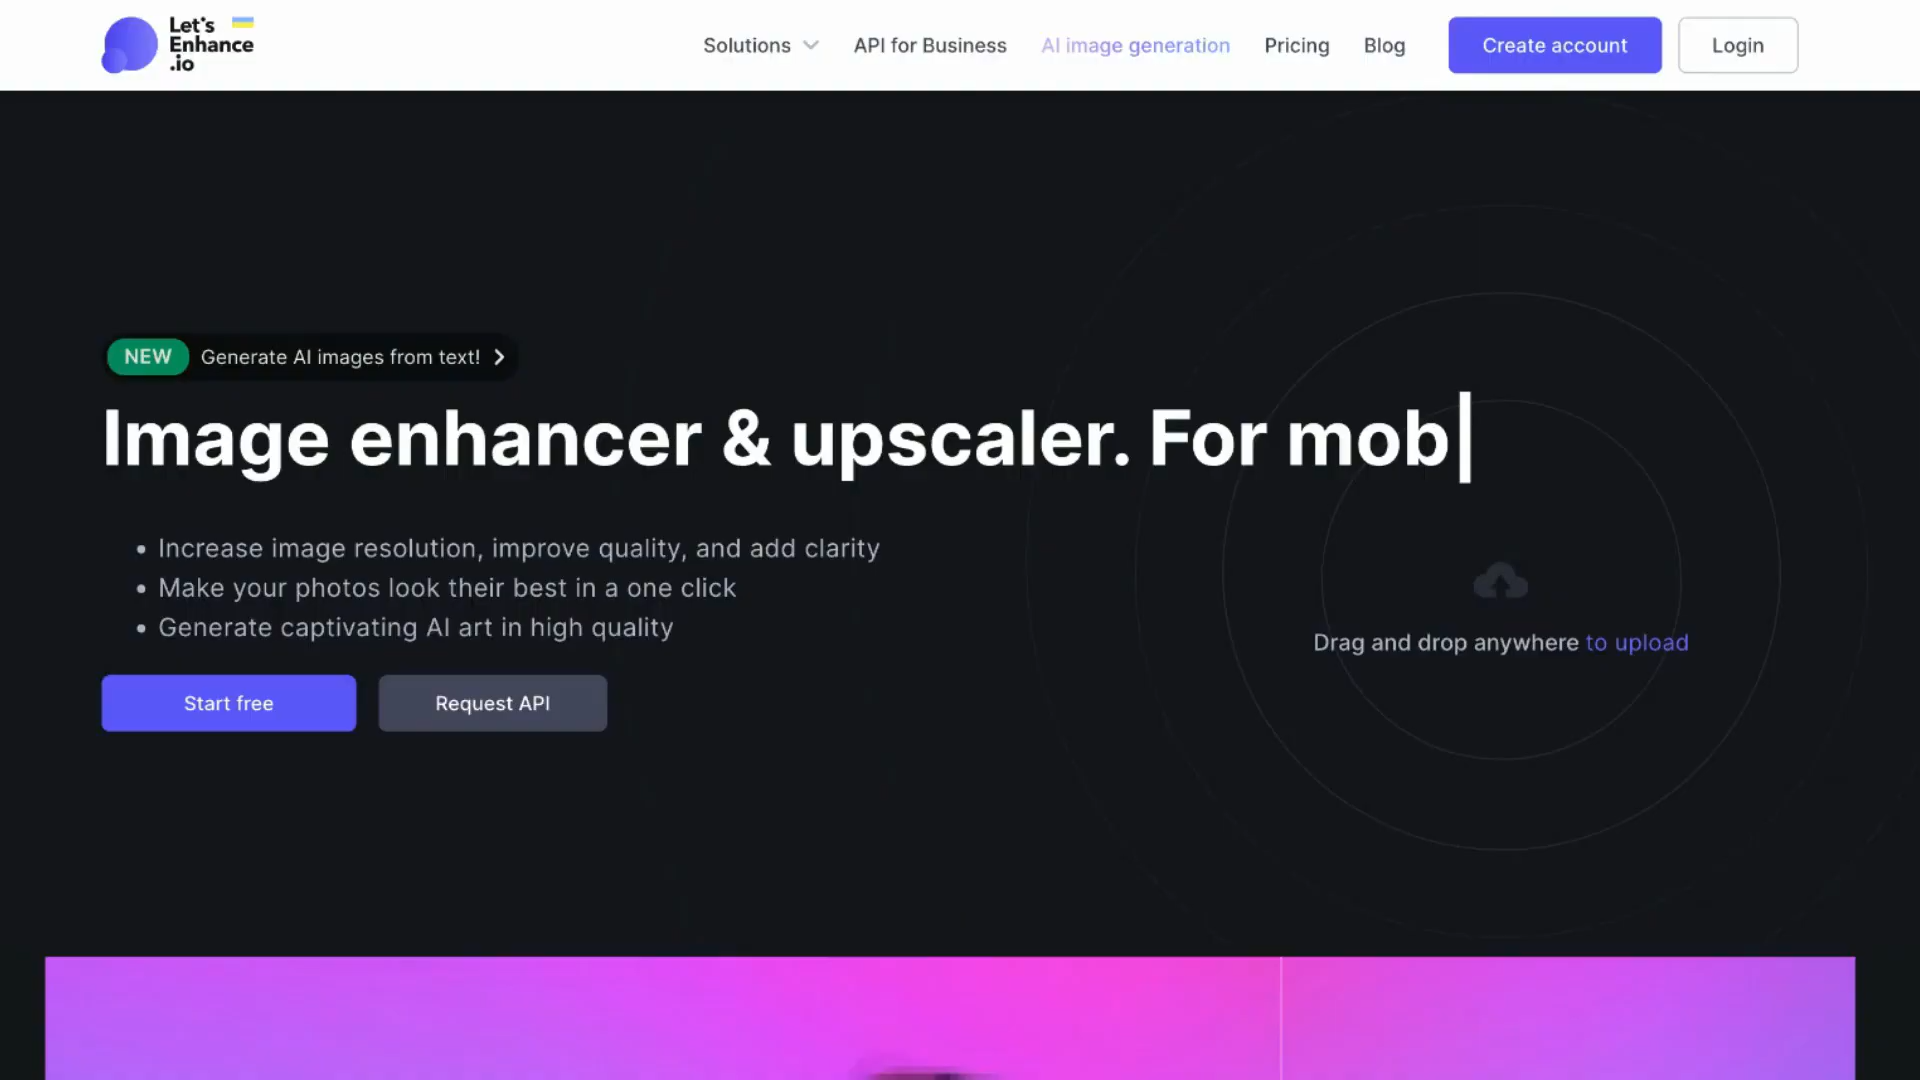 Let's
Enhance
.io
Solutions
API for Business
AI image generation
Pricing
Blog
Create account
Login
NEW Generate AI images from text!
Image enhancer & upscaler. For mob
Increase image resolution, improve quality, and add clarity
Make your photos look their best in a one click
Generate captivating AI art in high quality
Start free
Request API
Drag and drop anywhere to upload